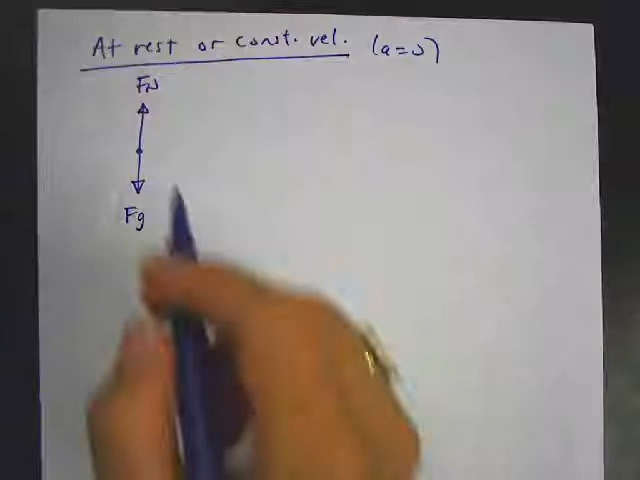 At rest or const. vel. (a=0)
FN
Fg